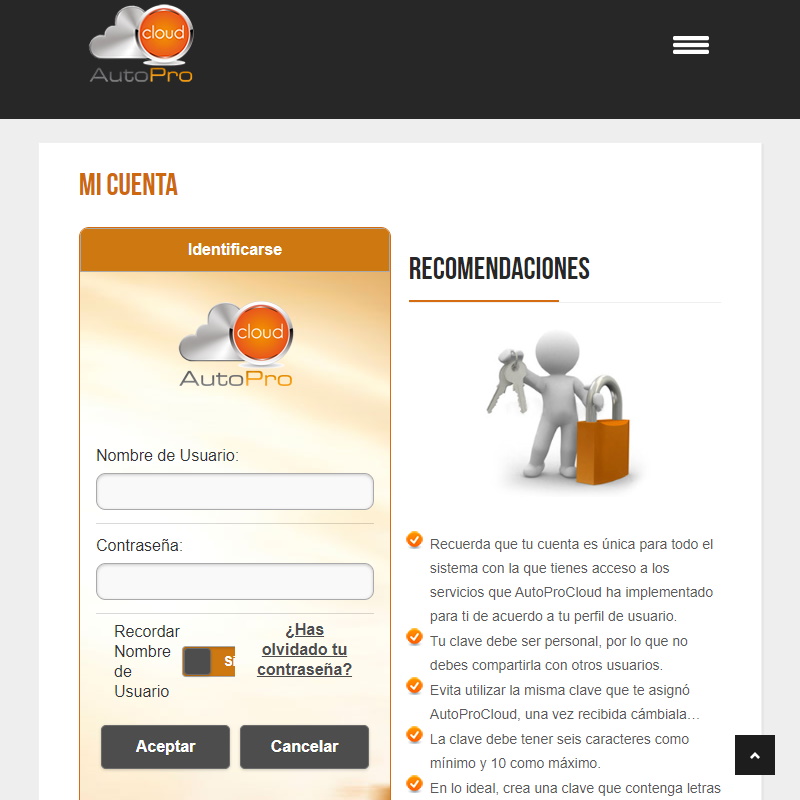 cloud
AutoPro
MI CUENTA
Identificarse
cloud
AutoPro
Nombre de Usuario:
Contraseña:
Recordar
Nombre
de
Usuario
¿Has
olvidado tu
contraseña?
Aceptar
Cancelar
RECOMENDACIONES
Recuerda que tu cuenta es única para todo el
sistema con la que tienes acceso a los
servicios que AutoProCloud ha implementado
para ti de acuerdo a tu perfil de usuario.
Tu clave debe ser personal, por lo que no
debes compartirla con otros usuarios.
Evita utilizar la misma clave que te asignó
AutoProCloud, una vez recibida cámbiala…
La clave debe tener seis caracteres como
mínimo y 10 como máximo.
En lo ideal, crea una clave que contenga letras